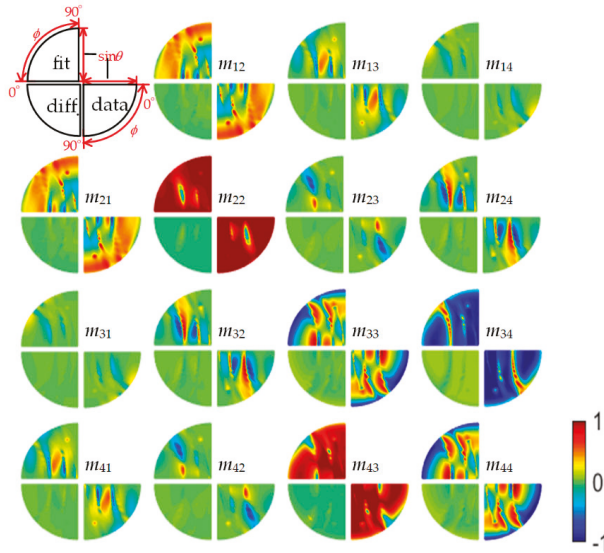 90°
ϕ
sinθ
fit
0°
diff.
data
0°
90°
ϕ
m12
m13
m14
m21
m22
m23
m24
m31
m32
m33
m34
m41
m42
m43
m44
1
0
-1